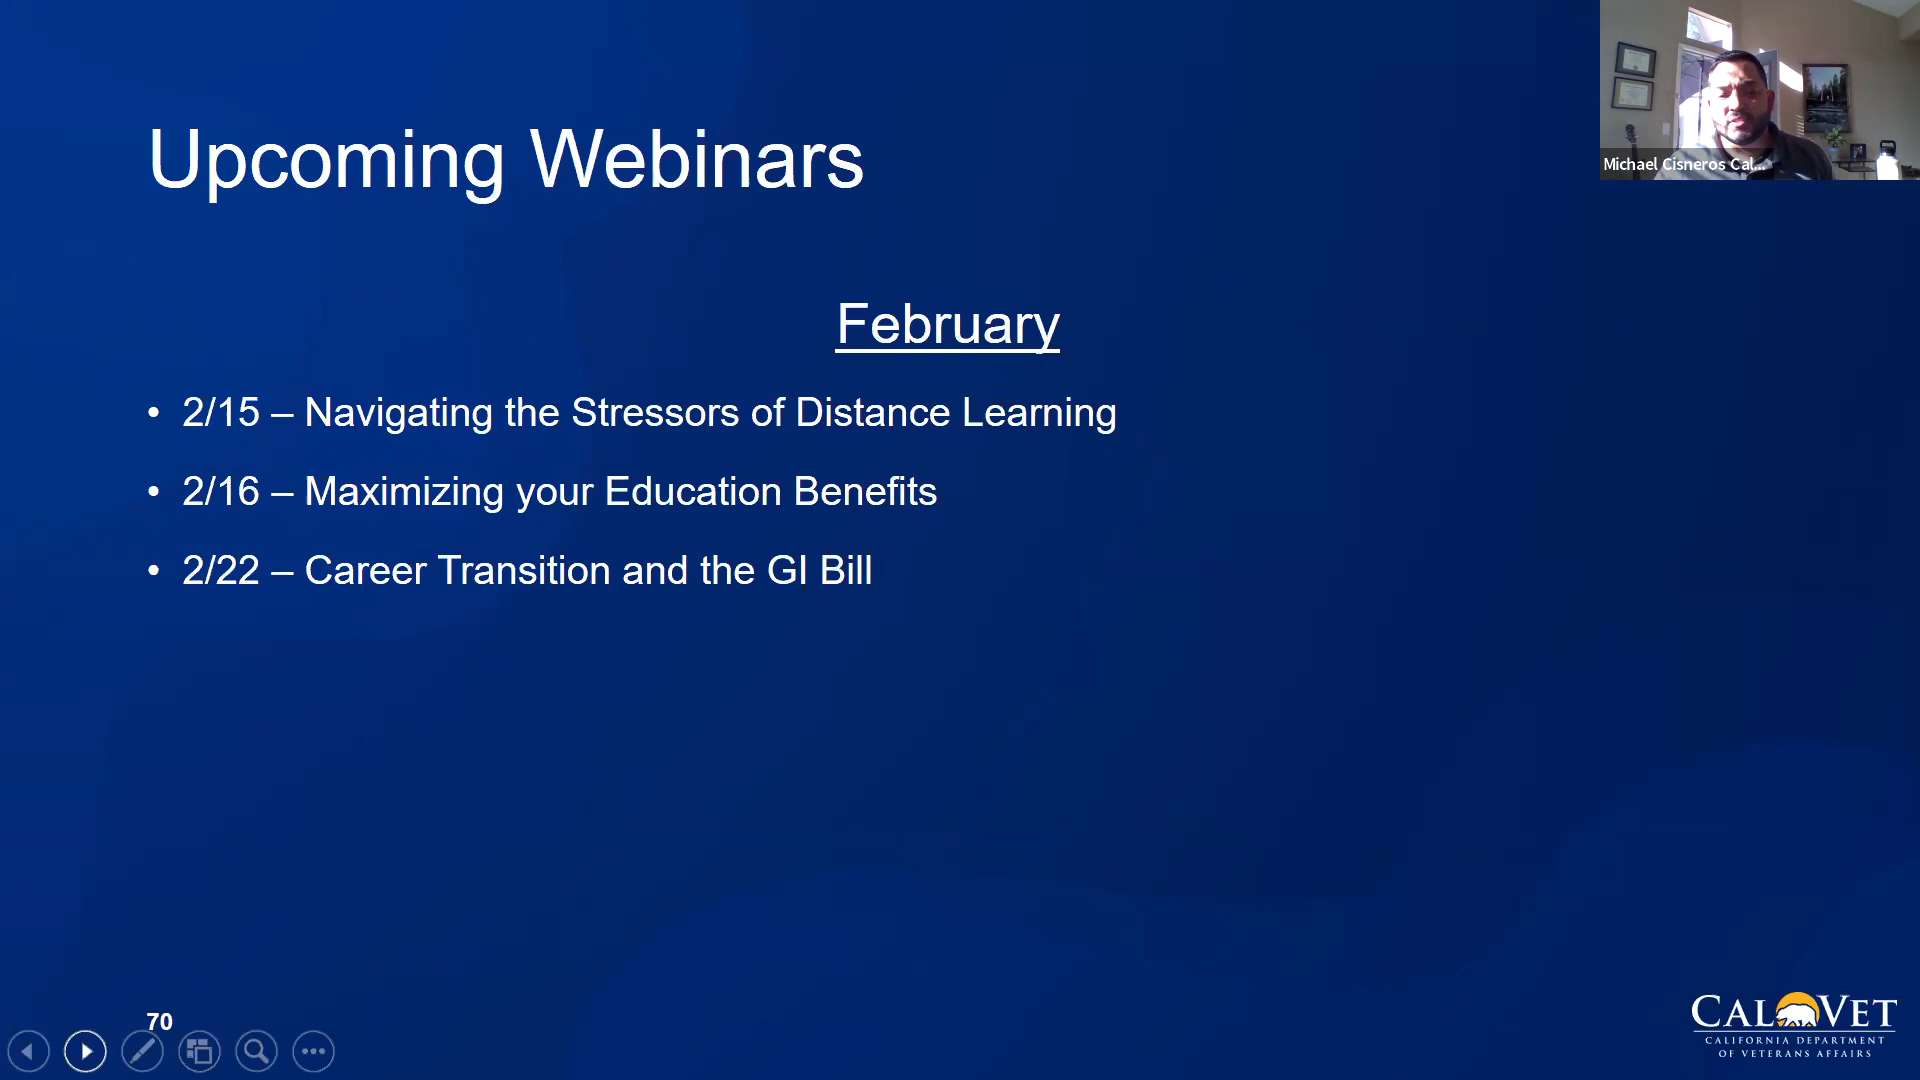 Upcoming Webinars
Michael Cisneros Cal...
February
• 2/15 – Navigating the Stressors of Distance Learning
• 2/16 – Maximizing your Education Benefits
• 2/22 – Career Transition and the GI Bill
70
CALVET
CALIFORNIA DEPARTMENT
OF VETERANS AFFAIRS